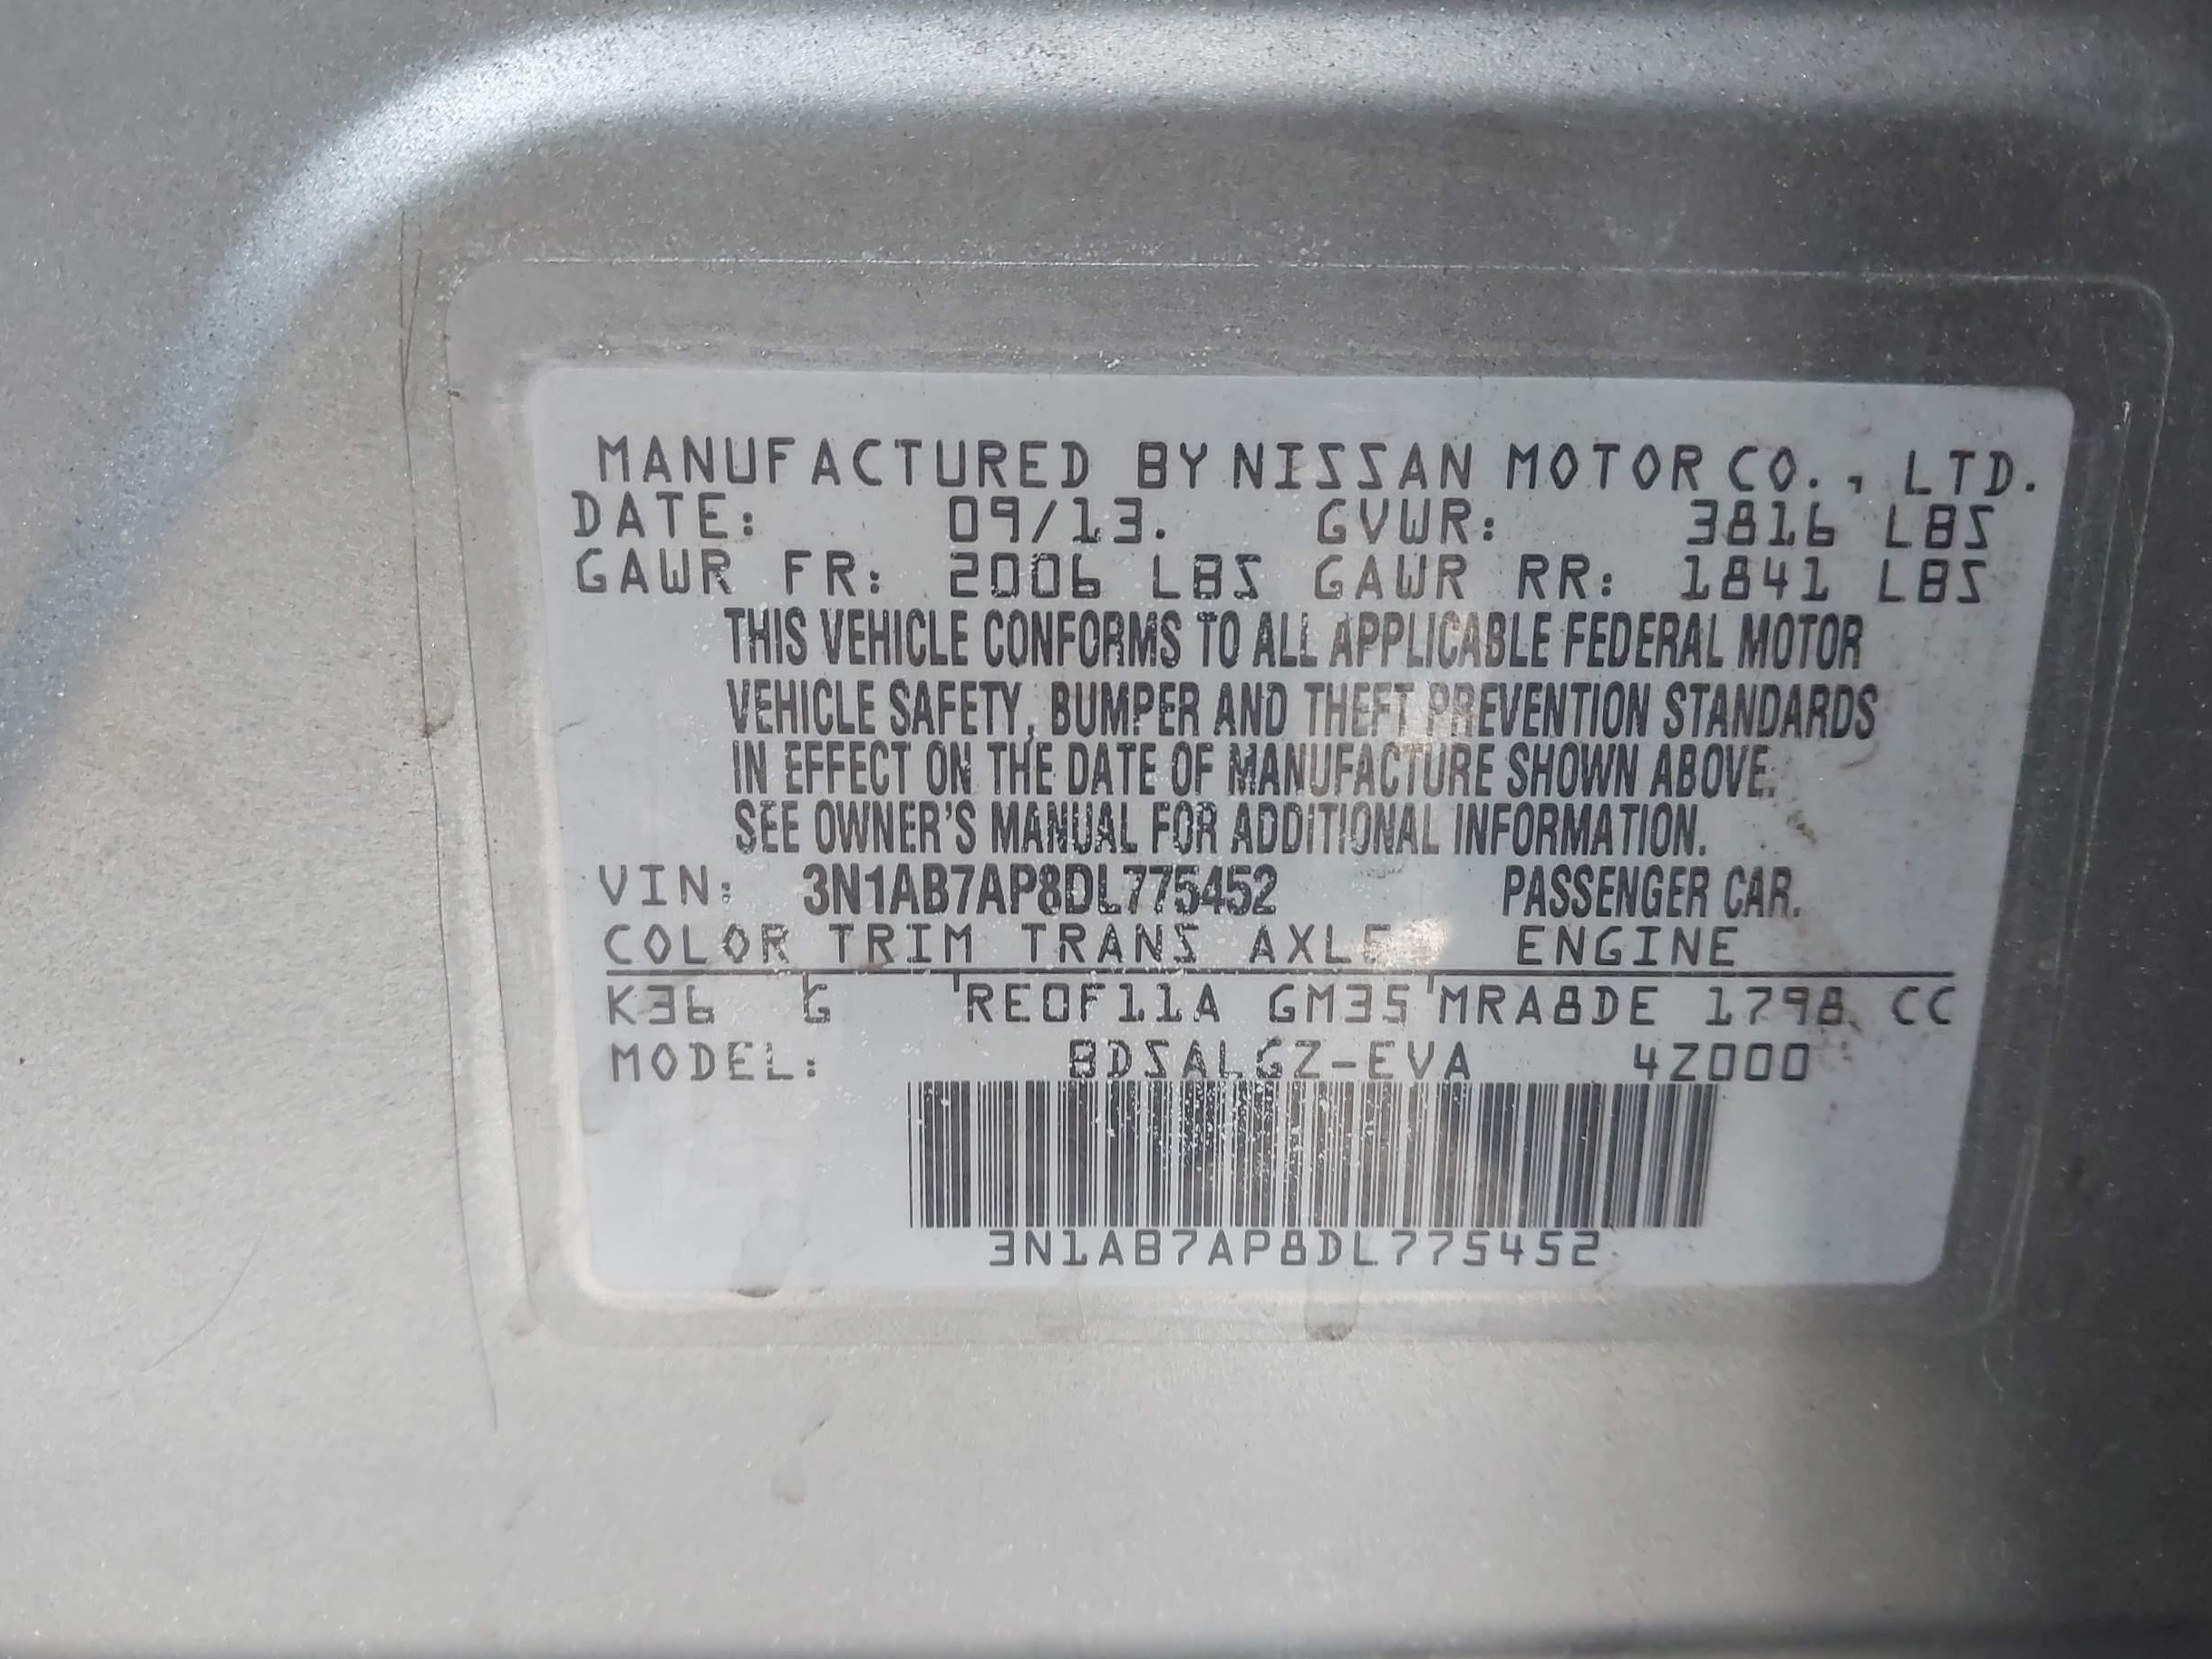 MANUFACTURED BY NISSAN MOTOR CO., LTD.
DATE: 09/13. GVWR: 3816 LBS
GAWR FR: 2006 LBS GAWR RR: 1841 LBS
THIS VEHICLE CONFORMS TO ALL APPLICABLE FEDERAL MOTOR
VEHICLE SAFETY, BUMPER AND THEFT PREVENTION STANDARDS
IN EFFECT ON THE DATE OF MANUFACTURE SHOWN ABOVE.
SEE OWNER'S MANUAL FOR ADDITIONAL INFORMATION.
VIN: 3N1AB7AP8DL775452 PASSENGER CAR.
COLOR TRIM TRANS AXLE ENGINE
K36 G RE0F11A GM35 MRA8DE 1798 CC
MODEL: BDSALGZ-EVA 4Z000
3N1AB7AP8DL775452